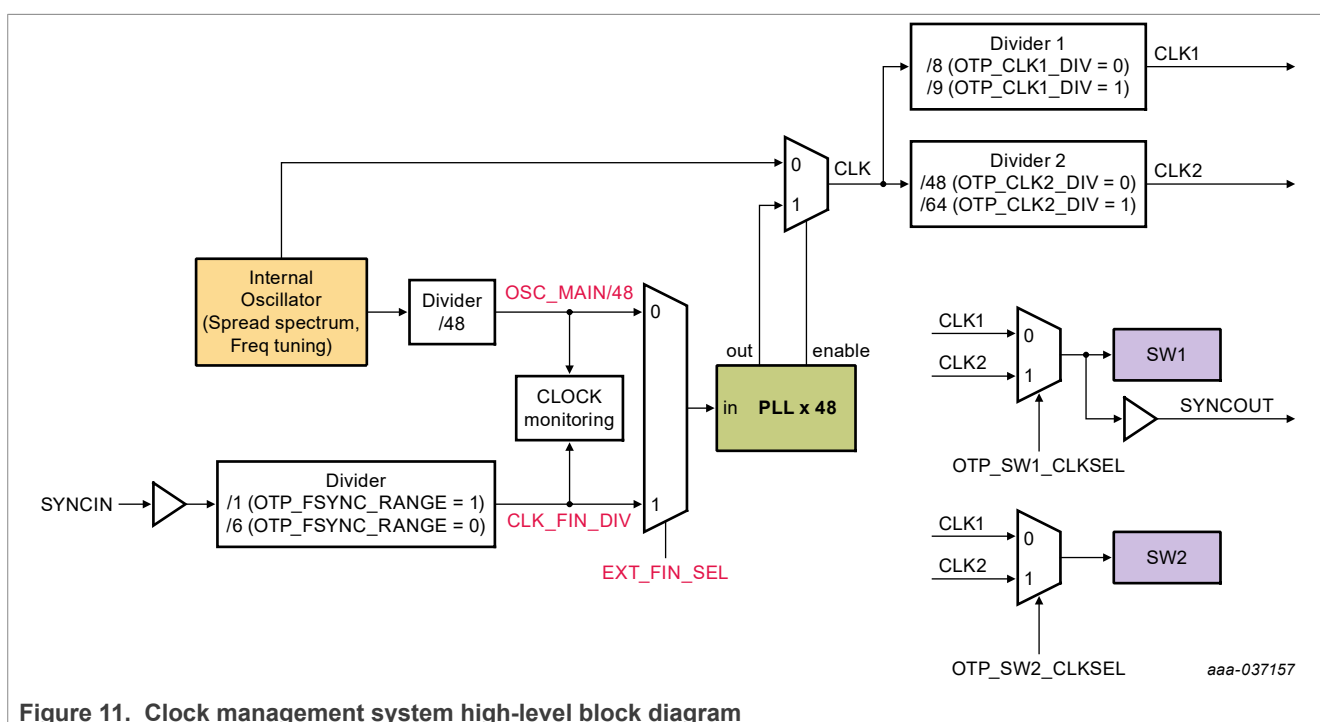 Divider 1
/8 (OTP_CLK1_DIV = 0)
/9 (OTP_CLK1_DIV = 1)
CLK1
0
1
CLK
Divider 2
/48 (OTP_CLK2_DIV = 0)
/64 (OTP_CLK2_DIV = 1)
CLK2
Internal
Oscillator
(Spread spectrum,
Freq tuning)
Divider
/48
OSC_MAIN/48
0
CLOCK
monitoring
out
enable
in PLL x 48
SYNCIN
Divider
/1 (OTP_FSYNC_RANGE = 1)
/6 (OTP_FSYNC_RANGE = 0)
CLK_FIN_DIV
1
EXT_FIN_SEL
CLK1
0
CLK2
1
SW1
SYNCOUT
OTP_SW1_CLKSEL
CLK1
0
CLK2
1
SW2
OTP_SW2_CLKSEL
aaa-037157
Figure 11. Clock management system high-level block diagram